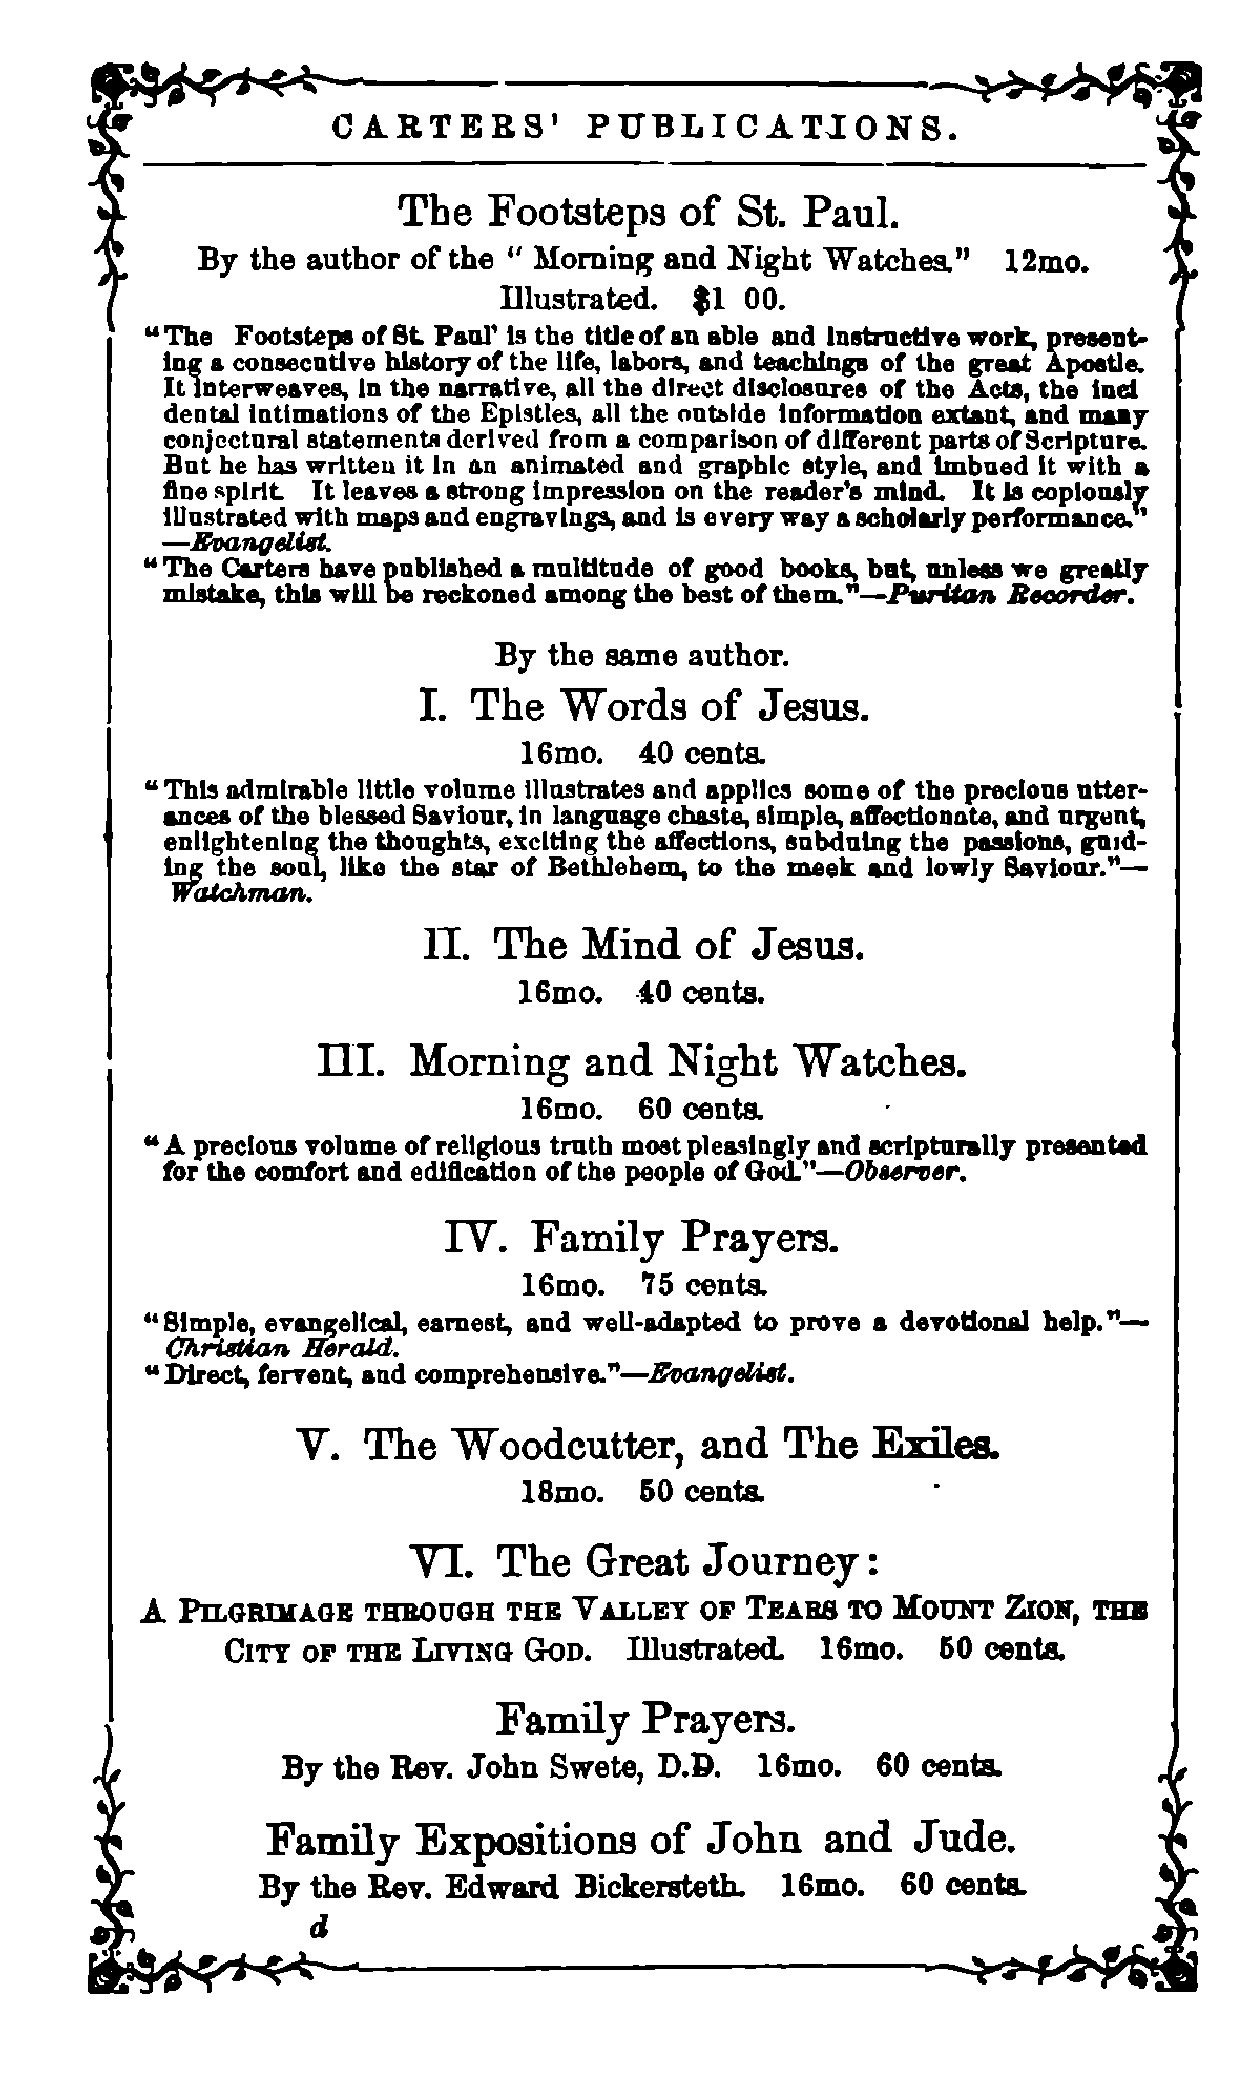 CARTERS' PUBLICATIONS.
The Footsteps of St. Paul.
By the author of the "Morning and Night Watches." 12mo.
Illustrated. $1 00.
"The Footsteps of St. Paul' is the title of an able and instructive work, present-
ing a consecutive history of the life, labors, and teachings of the great Apostle.
It interweaves, in the narrative, all the direct disclosures of the Acts, the inci
dental intimations of the Epistles, all the outside information extant, and many
conjectural statements derived from a comparison of different parts of Scripture.
But he has written it in an animated and graphic style, and imbued it with a
fine spirit. It leaves a strong impression on the reader's mind. It is copiously
illustrated with maps and engravings, and is every way a scholarly performance."
—Evangelist.
"The Carters have published a multitude of good books, but, unless we greatly
mistake, this will be reckoned among the best of them."—Puritan Recorder.
By the same author.
I. The Words of Jesus.
16mo. 40 cents.
"This admirable little volume illustrates and applies some of the precious utter-
ances of the blessed Saviour, in language chaste, simple, affectionate, and urgent,
enlightening the thoughts, exciting the affections, subduing the passions, guid-
ing the soul, like the star of Bethlehem, to the meek and lowly Saviour."—
Watchman.
II. The Mind of Jesus.
16mo. 40 cents.
III. Morning and Night Watches.
16mo. 60 cents.
"A precious volume of religious truth most pleasingly and scripturally presented
for the comfort and edification of the people of God."—Observer.
IV. Family Prayers.
16mo. 75 cents.
"Simple, evangelical, earnest, and well-adapted to prove a devotional help."—
Christian Herald.
"Direct, fervent, and comprehensive."—Evangelist.
V. The Woodcutter, and The Exiles.
18mo. 50 cents.
VI. The Great Journey:
A PILGRIMAGE THROUGH THE VALLEY OF TEARS TO MOUNT ZION, THE
CITY OF THE LIVING GOD. Illustrated. 16mo. 50 cents.
Family Prayers.
By the Rev. John Swete, D.D. 16mo. 60 cents.
Family Expositions of John and Jude.
By the Rev. Edward Bickersteth. 16mo. 60 cents.
d